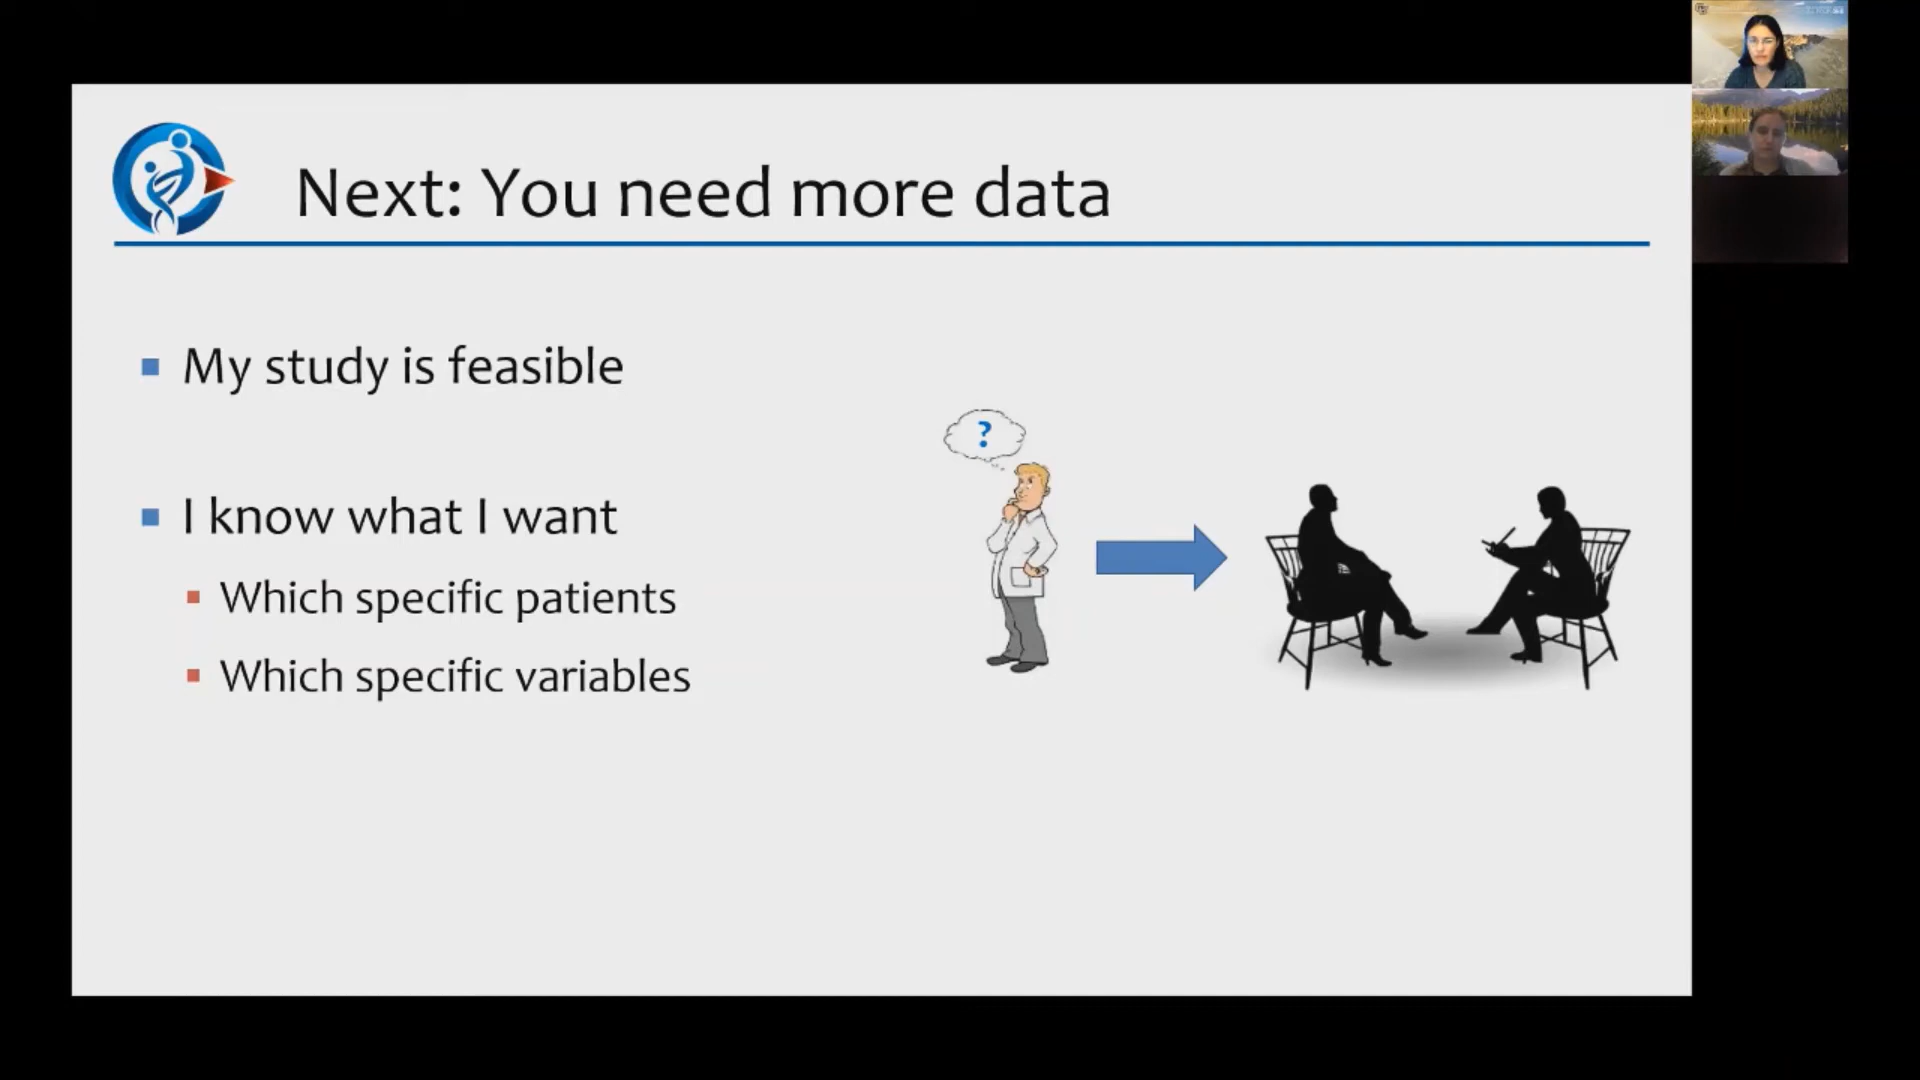 Next: You need more data
My study is feasible
I know what I want
Which specific patients
Which specific variables
?